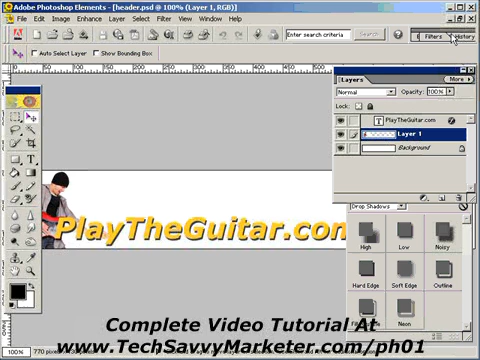 Adobe Photoshop Elements - [header.psd @ 100% (Layer 1, RGB)]
File Edit Image Enhance Layer Select Filter View Window Help
Enter search criteria Search
Filters History
Auto Select Layer Show Bounding Box
Layers More
Normal Opacity: 100%
Lock:
T PlayTheGuitar.com
Layer 1
Background
Drop Shadows
High Low Noisy
Hard Edge Soft Edge Outline
Neon
PlayTheGuitar.com
100% 770 pixels
Complete Video Tutorial At
www.TechSavvyMarketer.com/ph01